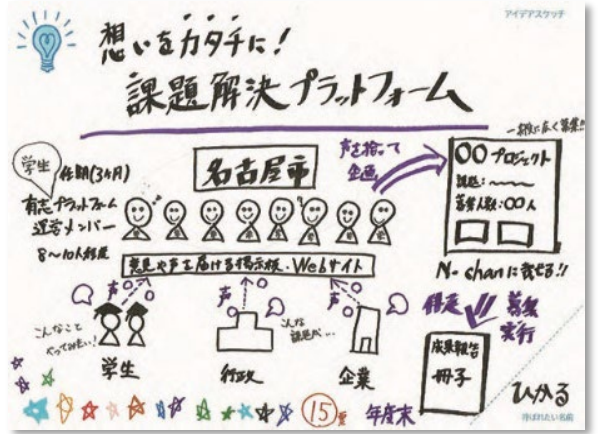 アイデアスケッチ
想いをカタチに！
課題解決プラットフォーム
一般に広く募集!!
学生
任期(3ヶ月)
有志プラットフォーム
運営メンバー
8〜10人程度
名古屋市
声を拾って
企画
〇〇プロジェクト
課題：
募集人数：〇〇人
N-chanに載せる!!
意見や声を届ける掲示板・Webサイト
声
声
声
こんなこと
やってみたい！
学生
こんな
課題が…
行政
企業
募集
実行
成果報告
冊子
年度末
15
ひかる
呼ばれたい名前